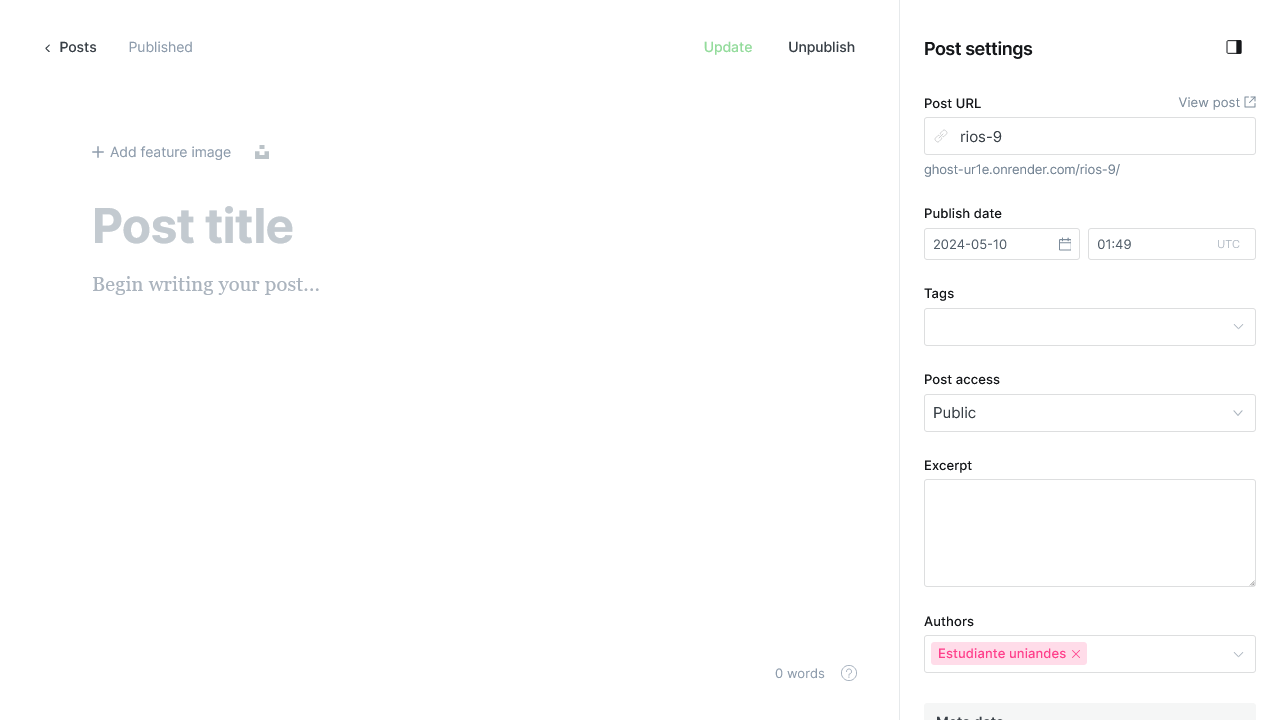 Posts
Published
Update
Unpublish
Add feature image
Post title
Begin writing your post...
0 words
?
Post settings
Post URL
View post
rios-9
ghost-ur1e.onrender.com/rios-9/
Publish date
2024-05-10
01:49
UTC
Tags
Post access
Public
Excerpt
Authors
Estudiante uniandes
Meta data